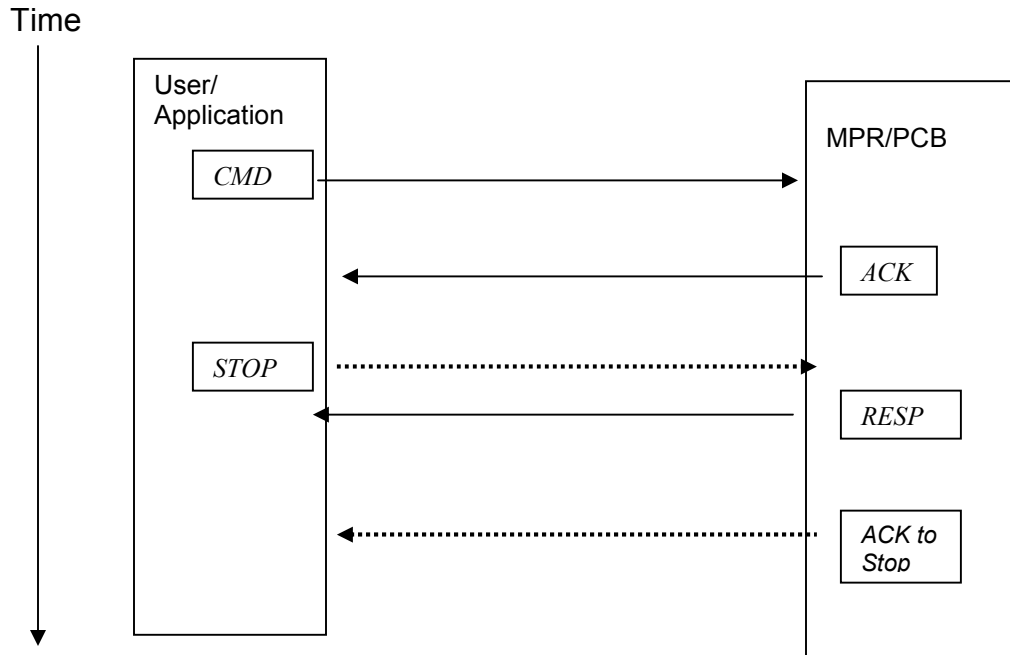 Time
User/
Application
MPR/PCB
CMD
ACK
STOP
RESP
ACK to
Stop